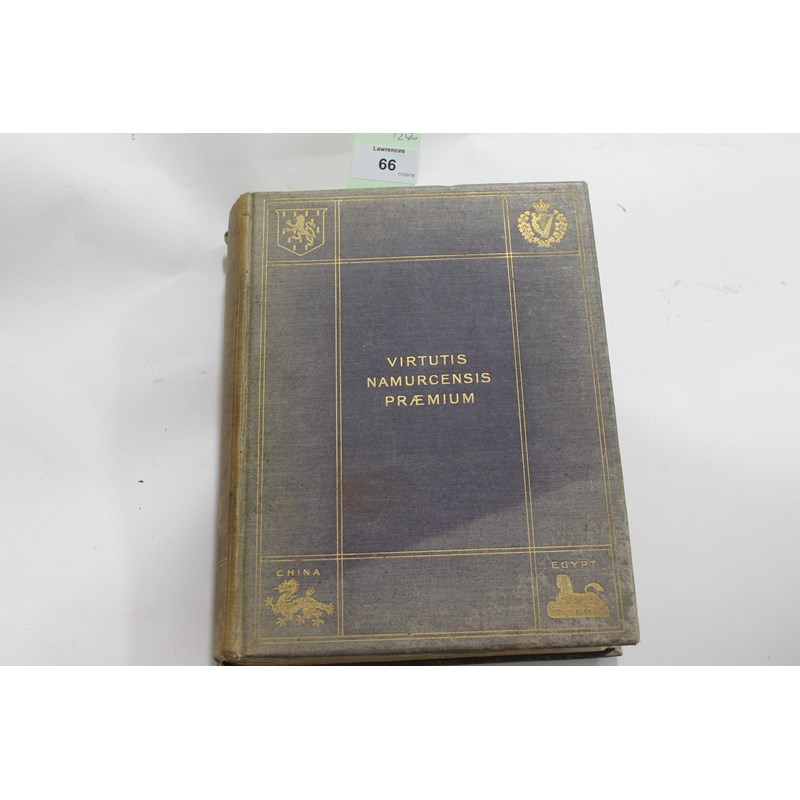 Lawrences
66
VIRTUTIS
NAMURCENSIS
PRÆMIUM
CHINA
EGYPT